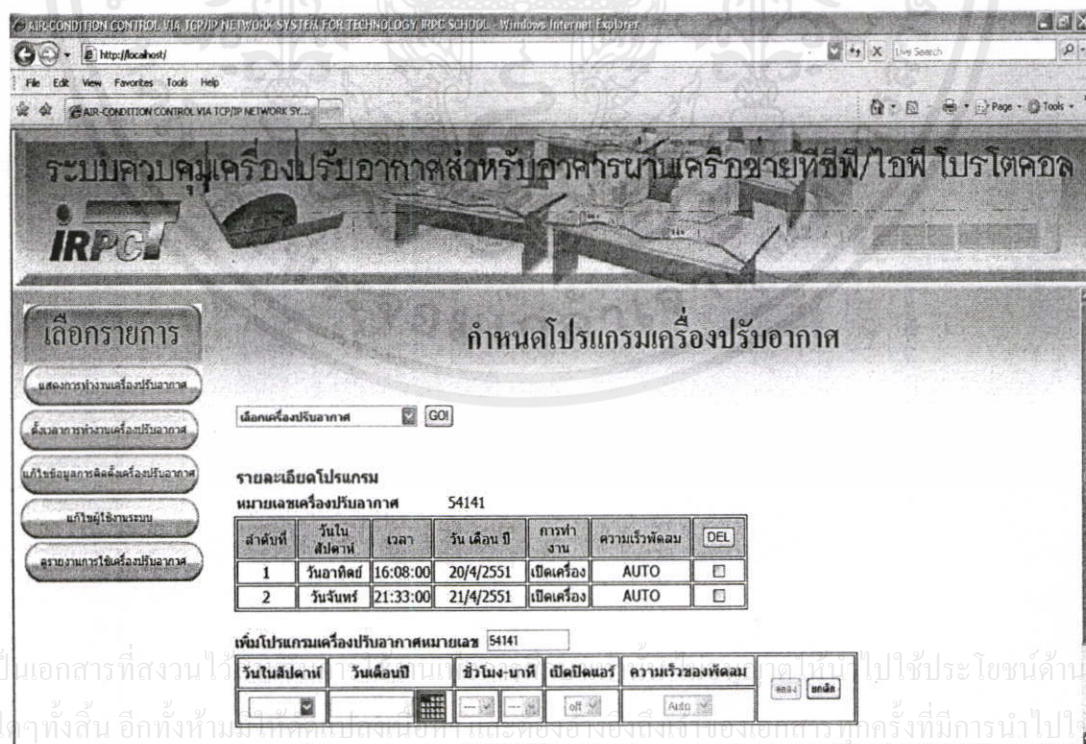 AIR-CONDITION CONTROL VIA TCP/IP NETWORK SYSTEM FOR TECHNOLOGY IRPC SCHOOL - Windows Internet Explorer
http://localhost/
Live Search
File Edit View Favorites Tools Help
AIR-CONDITION CONTROL VIA TCP/IP NETWORK SY...
Page Tools
ระบบควบคุมเครื่องปรับอากาศสำหรับอาคารผ่านเครือข่ายทีซีพี/ไอพี โปรโตคอล
IRPCT
เลือกรายการ
กำหนดโปรแกรมเครื่องปรับอากาศ
แสดงการทำงานเครื่องปรับอากาศ
ตั้งเวลาการทำงานเครื่องปรับอากาศ
แก้ไขข้อมูลการติดตั้งเครื่องปรับอากาศ
แก้ไขผู้ใช้งานระบบ
ดูรายงานการใช้เครื่องปรับอากาศ
เลือกเครื่องปรับอากาศ GO!
รายละเอียดโปรแกรม
หมายเลขเครื่องปรับอากาศ 54141
ลำดับที่ วันในสัปดาห์ เวลา วัน เดือน ปี การทำงาน ความเร็วพัดลม DEL
1 วันอาทิตย์ 16:08:00 20/4/2551 เปิดเครื่อง AUTO
2 วันจันทร์ 21:33:00 21/4/2551 เปิดเครื่อง AUTO
เพิ่มโปรแกรมเครื่องปรับอากาศหมายเลข 54141
วันในสัปดาห์ วันเดือนปี ชั่วโมง-นาที เปิดปิดแอร์ ความเร็วของพัดลม
--- --- off Auto ตกลง ยกเลิก